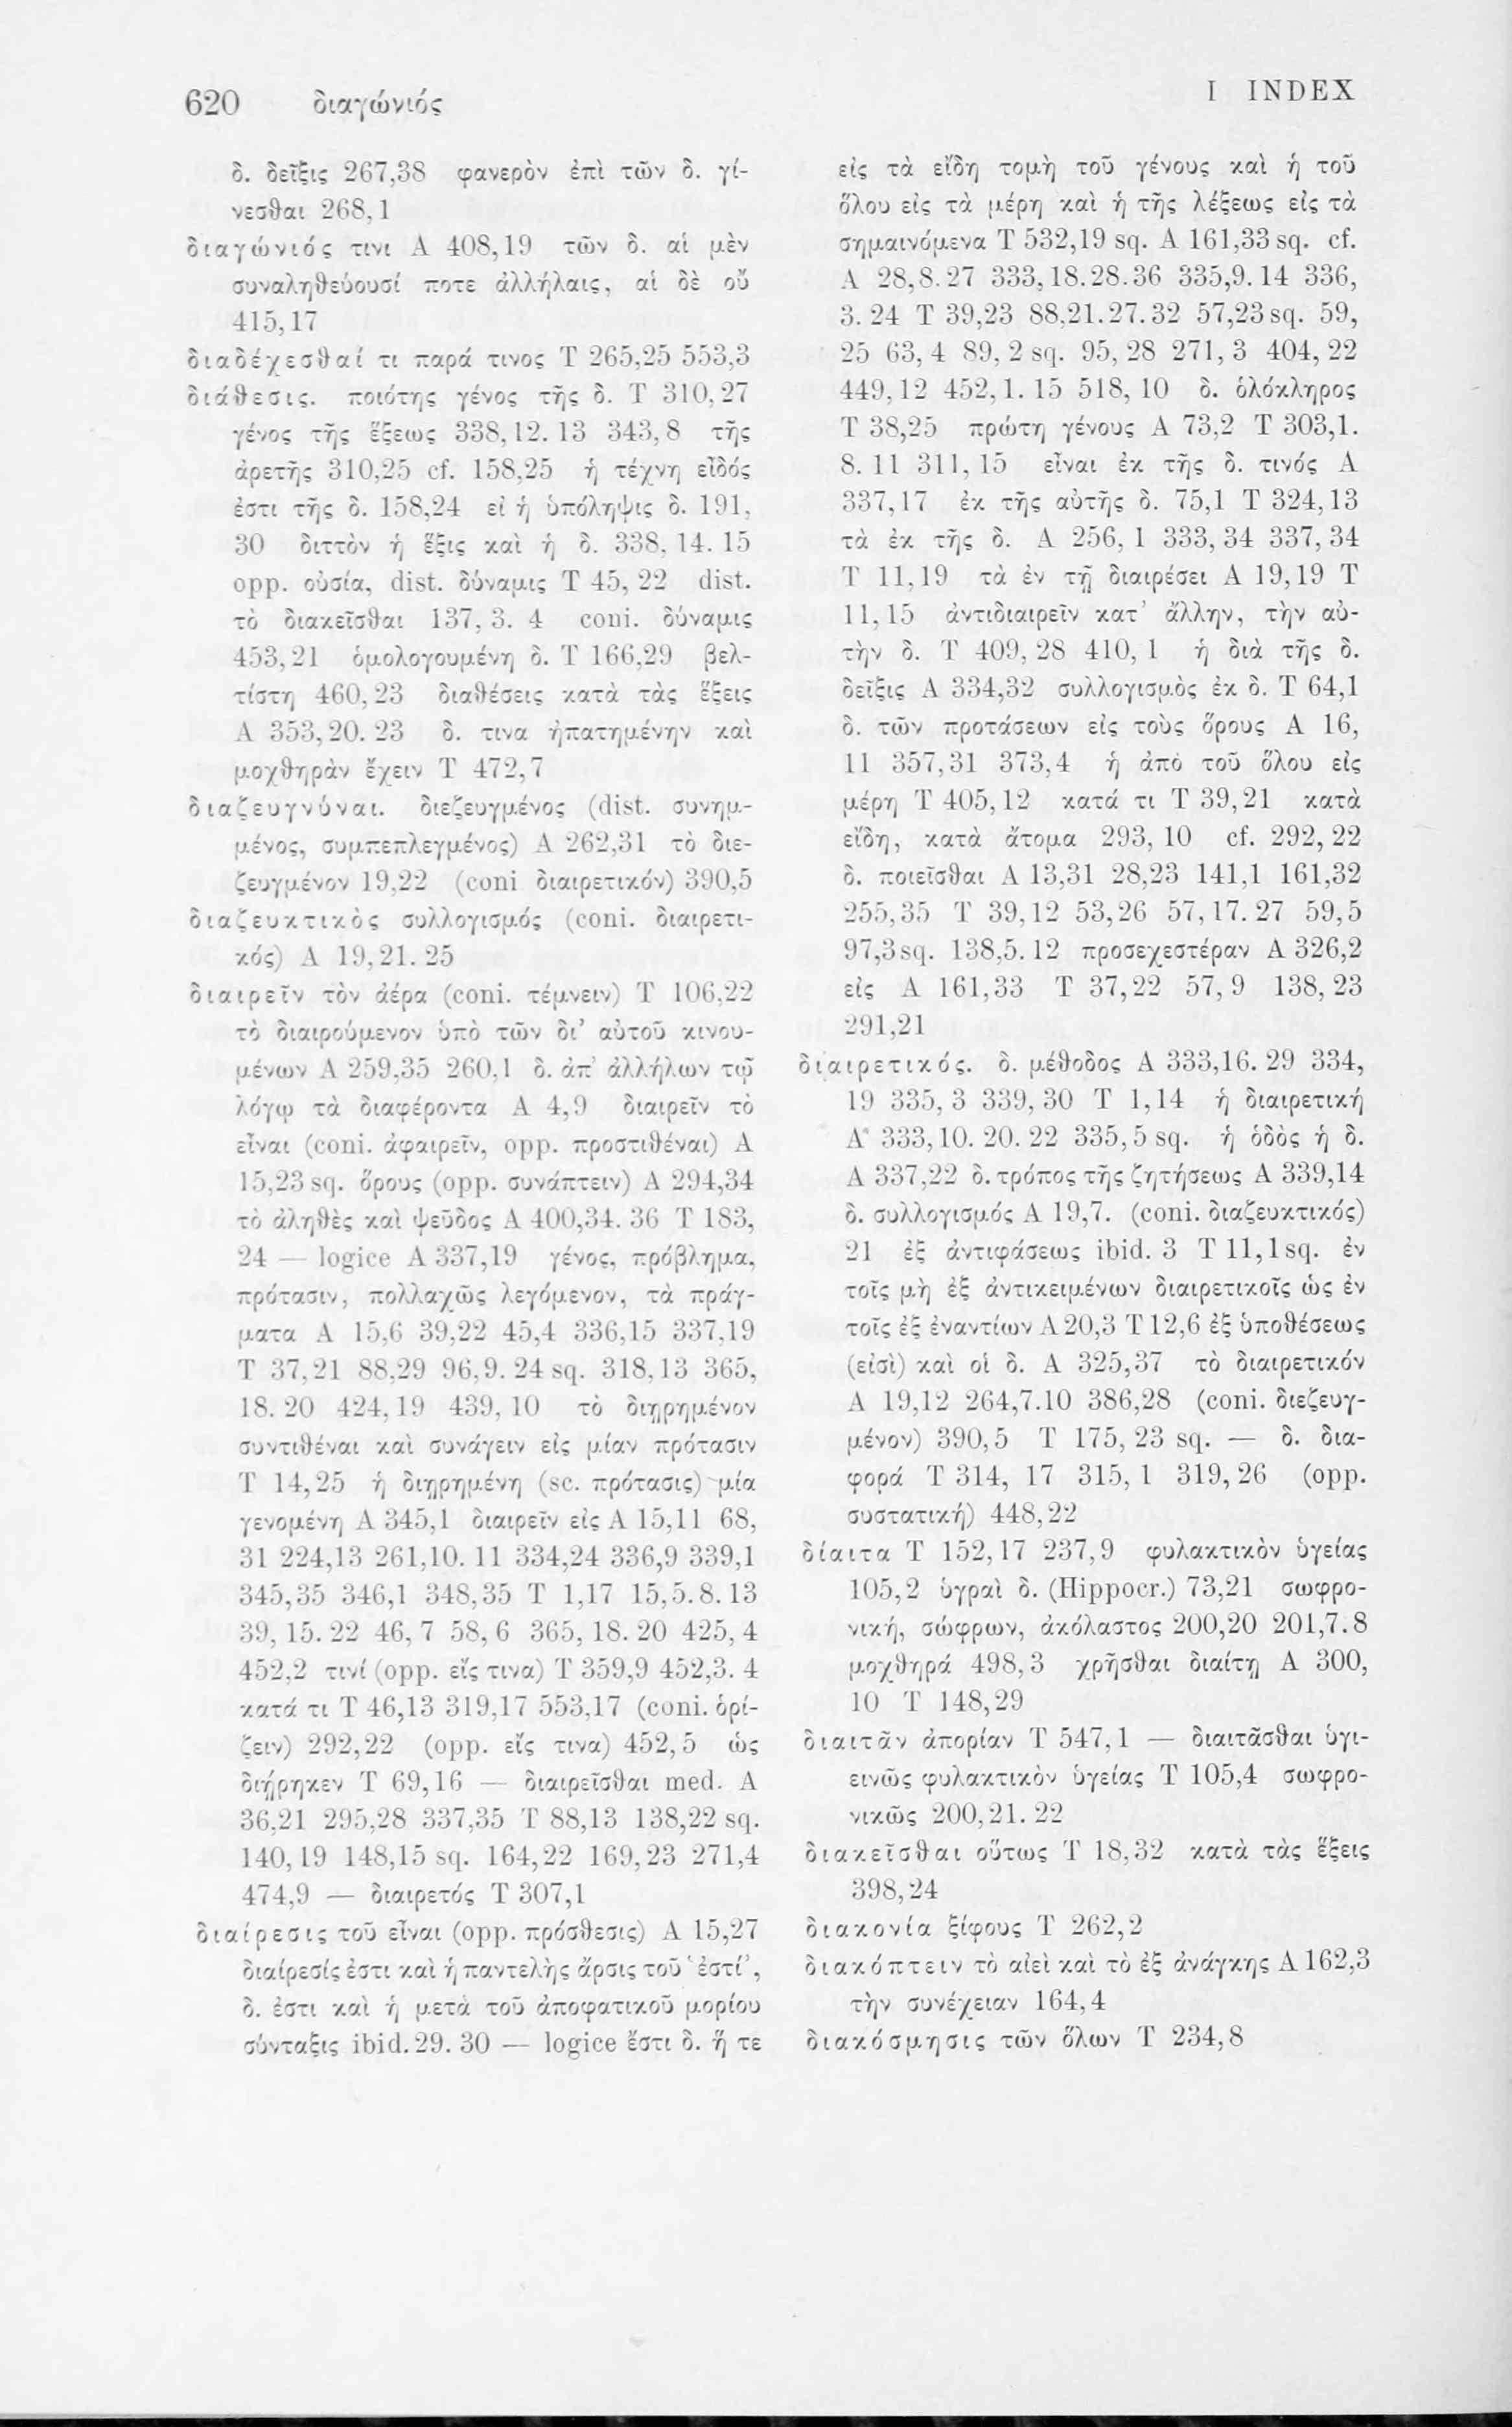 620 διαγώνιός
I INDEX
δ. δεῖξις 267,38 φανερὸν ἐπὶ τῶν δ. γί-
νεσθαι 268,1
διαγώνιός τινι A 408,19 τῶν δ. αἱ μὲν
συναληθεύουσί ποτε ἀλλήλαις, αἱ δὲ οὔ
415,17
διαδέχεσθαί τι παρά τινος T 265,25 553,3
διάθεσις. ποιότης γένος τῆς δ. T 310,27
γένος τῆς ἕξεως 338,12. 13 343,8 τῆς
ἀρετῆς 310,25 cf. 158,25 ἡ τέχνη εἶδός
ἐστι τῆς δ. 158,24 εἰ ἡ ὑπόληψις δ. 191,
30 διττὸν ἡ ἕξις καὶ ἡ δ. 338, 14. 15
opp. οὐσία, dist. δύναμις T 45, 22 dist.
τὸ διακεῖσθαι 137, 3. 4 coni. δύναμις
453,21 ὁμολογουμένη δ. T 166,29 βελ-
τίστη 460,23 διαθέσεις κατὰ τὰς ἕξεις
A 353,20. 23 δ. τινα ἠπατημένην καὶ
μοχθηρὰν ἔχειν T 472,7
διαζευγνύναι. διεζευγμένος (dist. συνημ-
μένος, συμπεπλεγμένος) A 262,31 τὸ διε-
ζευγμένον 19,22 (coni διαιρετικόν) 390,5
διαζευκτικὸς συλλογισμός (coni. διαιρετι-
κός) A 19,21. 25
διαιρεῖν τὸν ἀέρα (coni. τέμνειν) T 106,22
τὸ διαιρούμενον ὑπὸ τῶν δι’ αὐτοῦ κινου-
μένων A 259,35 260,1 δ. ἀπ’ ἀλλήλων τῷ
λόγῳ τὰ διαφέροντα A 4,9 διαιρεῖν τὸ
εἶναι (coni. ἀφαιρεῖν, opp. προστιθέναι) A
15,23 sq. ὅρους (opp. συνάπτειν) A 294,34
τὸ ἀληθὲς καὶ ψεῦδος A 400,34. 36 T 183,
24 — logice A 337,19 γένος, πρόβλημα,
πρότασιν, πολλαχῶς λεγόμενον, τὰ πράγ-
ματα A 15,6 39,22 45,4 336,15 337,19
T 37,21 88,29 96,9. 24 sq. 318,13 365,
18. 20 424,19 439, 10 τὸ διῃρημένον
συντιθέναι καὶ συνάγειν εἰς μίαν πρότασιν
T 14,25 ἡ διῃρημένη (sc. πρότασις) μία
γενομένη A 345,1 διαιρεῖν εἰς A 15,11 68,
31 224,13 261,10. 11 334,24 336,9 339,1
345,35 346,1 348,35 T 1,17 15,5. 8. 13
39, 15. 22 46, 7 58, 6 365, 18. 20 425, 4
452,2 τινί (opp. εἴς τινα) T 359,9 452,3. 4
κατά τι T 46,13 319,17 553,17 (coni. ὁρί-
ζειν) 292,22 (opp. εἴς τινα) 452,5 ὡς
διῄρηκεν T 69,16 — διαιρεῖσθαι med. A
36,21 295,28 337,35 T 88,13 138,22 sq.
140,19 148,15 sq. 164,22 169,23 271,4
474,9 — διαιρετός T 307,1
διαίρεσις τοῦ εἶναι (opp. πρόσθεσις) A 15,27
διαίρεσίς ἐστι καὶ ἡ παντελὴς ἄρσις τοῦ ‘ἐστί’,
δ. ἐστι καὶ ἡ μετὰ τοῦ ἀποφατικοῦ μορίου
σύνταξις ibid. 29. 30 — logice ἔστι δ. ἥ τε
εἰς τὰ εἴδη τομὴ τοῦ γένους καὶ ἡ τοῦ
ὅλου εἰς τὰ μέρη καὶ ἡ τῆς λέξεως εἰς τὰ
σημαινόμενα T 532,19 sq. A 161,33 sq. cf.
A 28,8. 27 333,18. 28. 36 335,9. 14 336,
3. 24 T 39,23 88,21. 27. 32 57,23 sq. 59,
25 63, 4 89, 2 sq. 95, 28 271, 3 404, 22
449,12 452,1. 15 518, 10 δ. ὁλόκληρος
T 38,25 πρώτη γένους A 73,2 T 303,1.
8. 11 311, 15 εἶναι ἐκ τῆς δ. τινός A
337,17 ἐκ τῆς αὐτῆς δ. 75,1 T 324,13
τὰ ἐκ τῆς δ. A 256, 1 333, 34 337, 34
T 11,19 τὰ ἐν τῇ διαιρέσει A 19,19 T
11,15 ἀντιδιαιρεῖν κατ’ ἄλλην, τὴν αὐ-
τὴν δ. T 409, 28 410, 1 ἡ διὰ τῆς δ.
δεῖξις A 334,32 συλλογισμὸς ἐκ δ. T 64,1
δ. τῶν προτάσεων εἰς τοὺς ὅρους A 16,
11 357,31 373,4 ἡ ἀπὸ τοῦ ὅλου εἰς
μέρη T 405,12 κατά τι T 39,21 κατὰ
εἴδη, κατὰ ἄτομα 293, 10 cf. 292, 22
δ. ποιεῖσθαι A 13,31 28,23 141,1 161,32
255,35 T 39,12 53,26 57,17. 27 59,5
97,3 sq. 138,5. 12 προσεχεστέραν A 326,2
εἰς A 161,33 T 37,22 57, 9 138, 23
291,21
διαιρετικός. δ. μέθοδος A 333,16. 29 334,
19 335, 3 339, 30 T 1,14 ἡ διαιρετική
A 333,10. 20. 22 335,5 sq. ἡ ὁδὸς ἡ δ.
A 337,22 δ. τρόπος τῆς ζητήσεως A 339,14
δ. συλλογισμός A 19,7. (coni. διαζευκτικός)
21 ἐξ ἀντιφάσεως ibid. 3 T 11,1 sq. ἐν
τοῖς μὴ ἐξ ἀντικειμένων διαιρετικοῖς ὡς ἐν
τοῖς ἐξ ἐναντίων A 20,3 T 12,6 ἐξ ὑποθέσεως
(εἰσὶ) καὶ οἱ δ. A 325,37 τὸ διαιρετικόν
A 19,12 264,7. 10 386,28 (coni. διεζευγ-
μένον) 390,5 T 175, 23 sq. — δ. δια-
φορά T 314, 17 315, 1 319, 26 (opp.
συστατική) 448,22
δίαιτα T 152,17 237,9 φυλακτικὸν ὑγείας
105,2 ὑγραὶ δ. (Hippocr.) 73,21 σωφρο-
νική, σώφρων, ἀκόλαστος 200,20 201,7. 8
μοχθηρά 498,3 χρῆσθαι διαίτῃ A 300,
10 T 148,29
διαιτᾶν ἀπορίαν T 547,1 — διαιτᾶσθαι ὑγι-
εινῶς φυλακτικὸν ὑγείας T 105,4 σωφρο-
νικῶς 200,21. 22
διακεῖσθαι οὕτως T 18,32 κατὰ τὰς ἕξεις
398,24
διακονία ξίφους T 262,2
διακόπτειν τὸ αἰεὶ καὶ τὸ ἐξ ἀνάγκης A 162,3
τὴν συνέχειαν 164,4
διακόσμησις τῶν ὅλων T 234,8